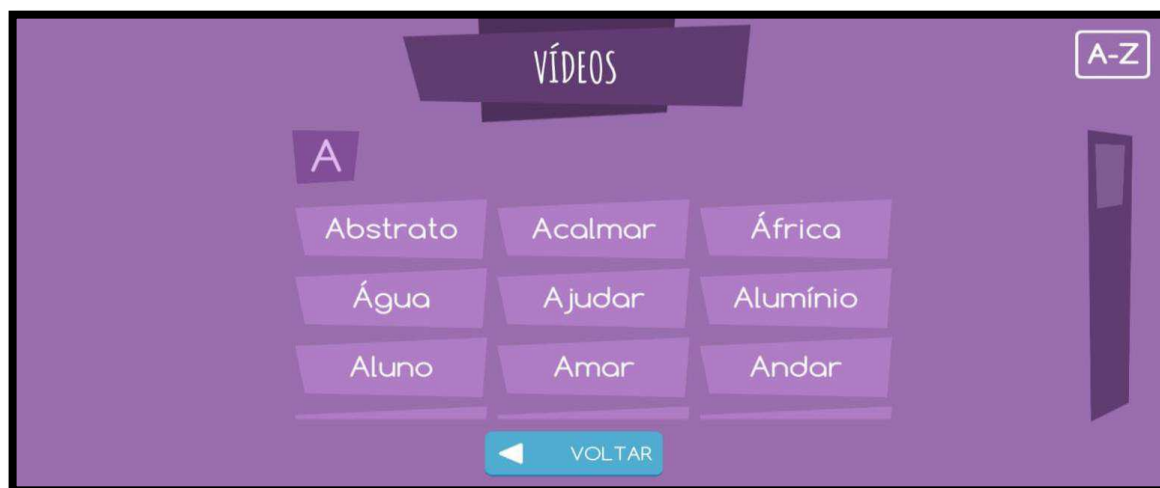 VÍDEOS
A-Z
A
Abstrato Acalmar África
Água Ajudar Alumínio
Aluno Amar Andar
VOLTAR